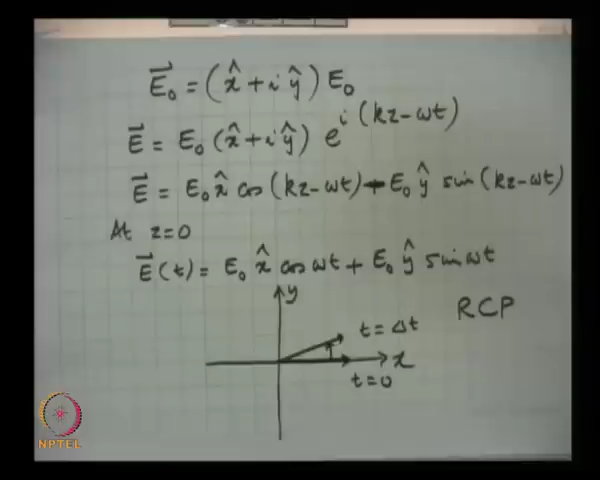 E⃗₀ = (x̂ + i ŷ) E₀
E⃗ = E₀ (x̂ + i ŷ) e^{i (kz - ωt)}
E⃗ = E₀ x̂ cos (kz - ωt) - E₀ ŷ sin (kz - ωt)
At z=0
E⃗ (t) = E₀ x̂ cos ωt + E₀ ŷ sin ωt
y
RCP
t = Δt
x
t=0
NPTEL